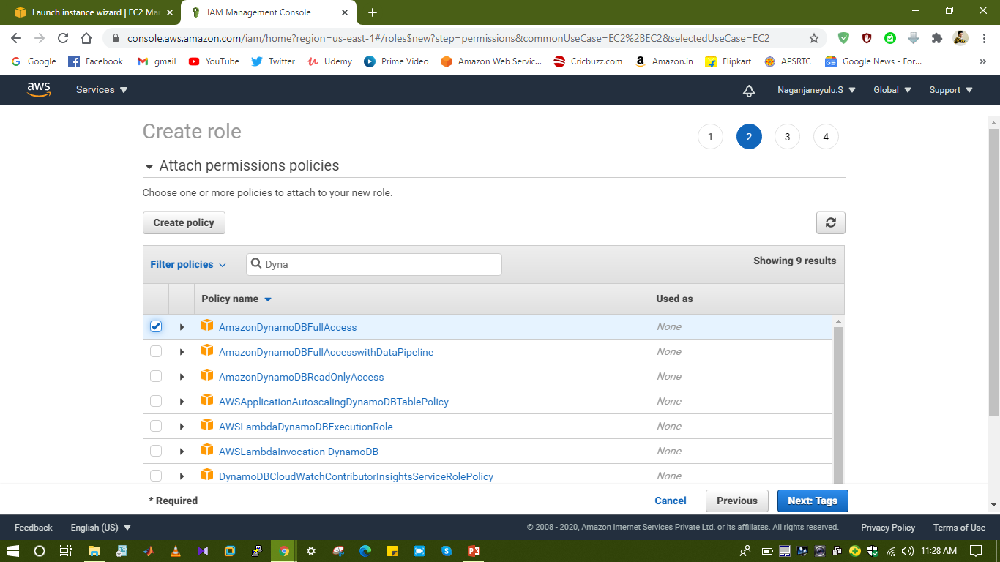 Launch instance wizard | EC2 Ma
IAM Management Console
console.aws.amazon.com/iam/home?region=us-east-1#/roles$new?step=permissions&commonUseCase=EC2%2BEC2&selectedUseCase=EC2
Google Facebook gmail YouTube Twitter Udemy Prime Video Amazon Web Servic... Cricbuzz.com Amazon.in Flipkart APSRTC Google News - For...
aws Services Naganjaneyulu.S Global Support
Create role 1 2 3 4
Attach permissions policies
Choose one or more policies to attach to your new role.
Create policy
Filter policies Dyna Showing 9 results
Policy name Used as
AmazonDynamoDBFullAccess None
AmazonDynamoDBFullAccesswithDataPipeline None
AmazonDynamoDBReadOnlyAccess None
AWSApplicationAutoscalingDynamoDBTablePolicy None
AWSLambdaDynamoDBExecutionRole None
AWSLambdaInvocation-DynamoDB None
DynamoDBCloudWatchContributorInsightsServiceRolePolicy None
* Required Cancel Previous Next: Tags
Feedback English (US) © 2008 - 2020, Amazon Internet Services Private Ltd. or its affiliates. All rights reserved. Privacy Policy Terms of Use
11:28 AM